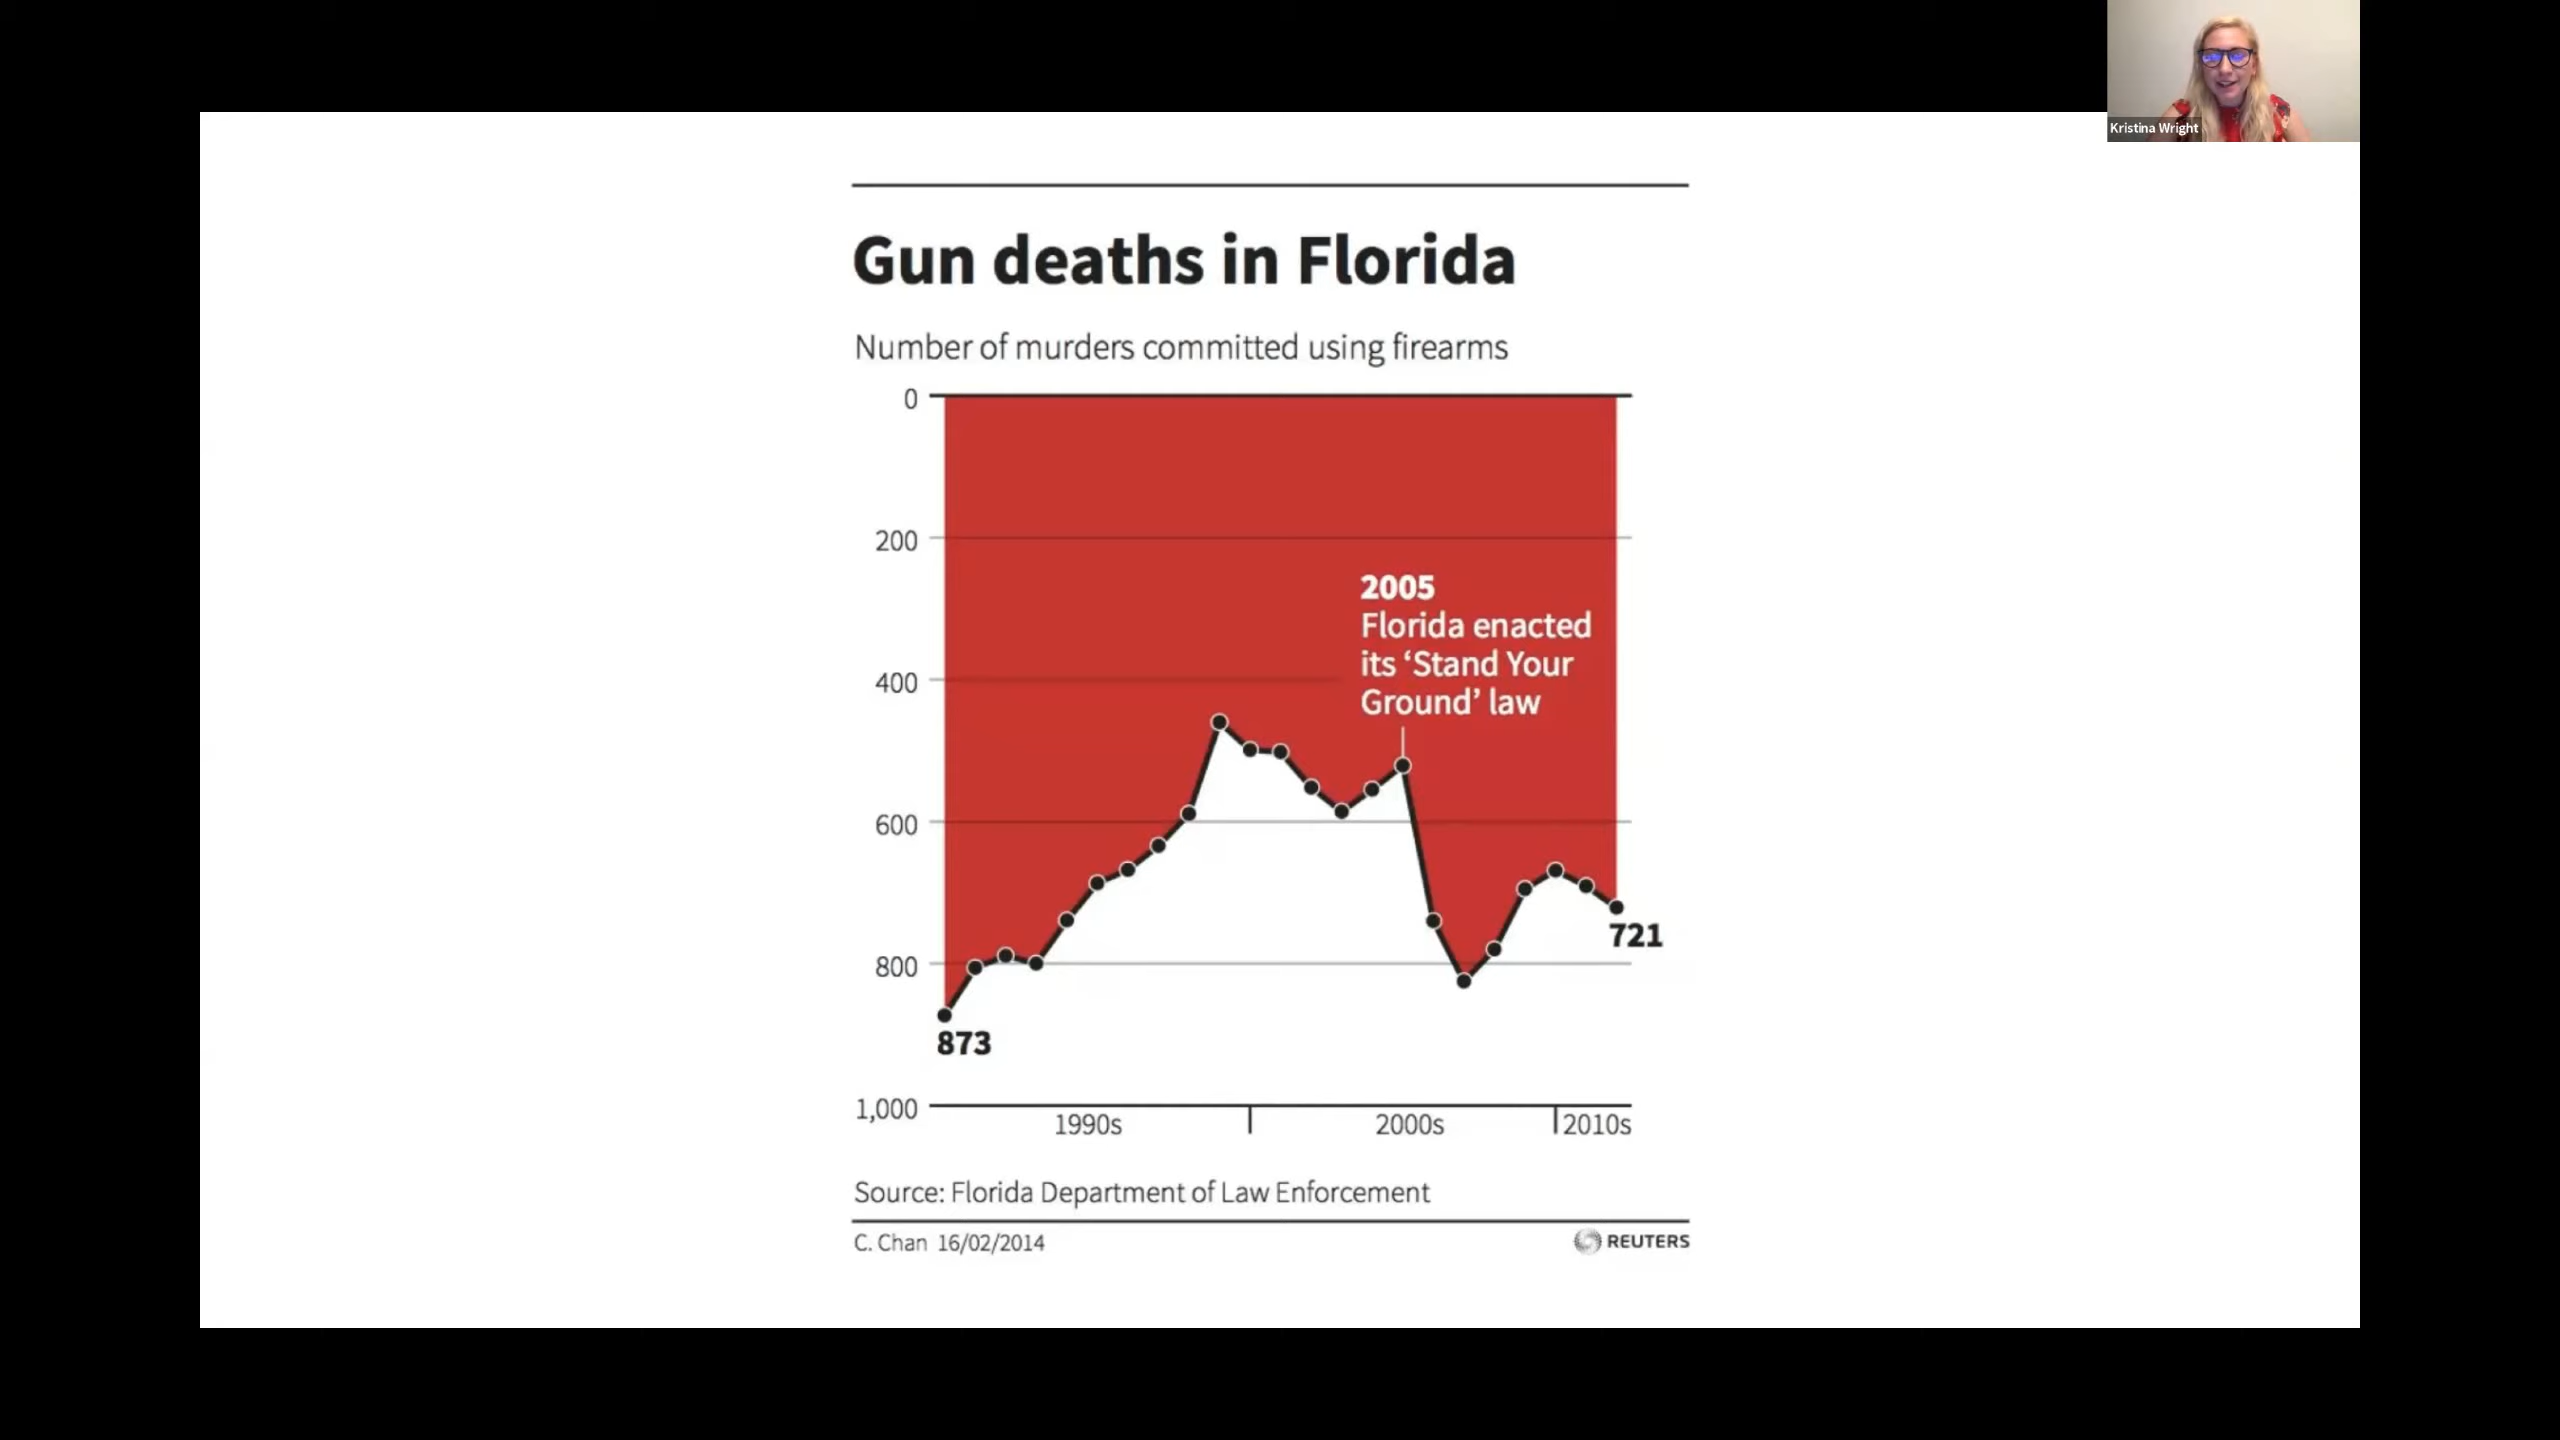 Kristina Wright
Gun deaths in Florida
Number of murders committed using firearms
0
200
400
600
800
1,000
2005
Florida enacted
its ‘Stand Your
Ground’ law
873
721
1990s
2000s
2010s
Source: Florida Department of Law Enforcement
C. Chan 16/02/2014
REUTERS